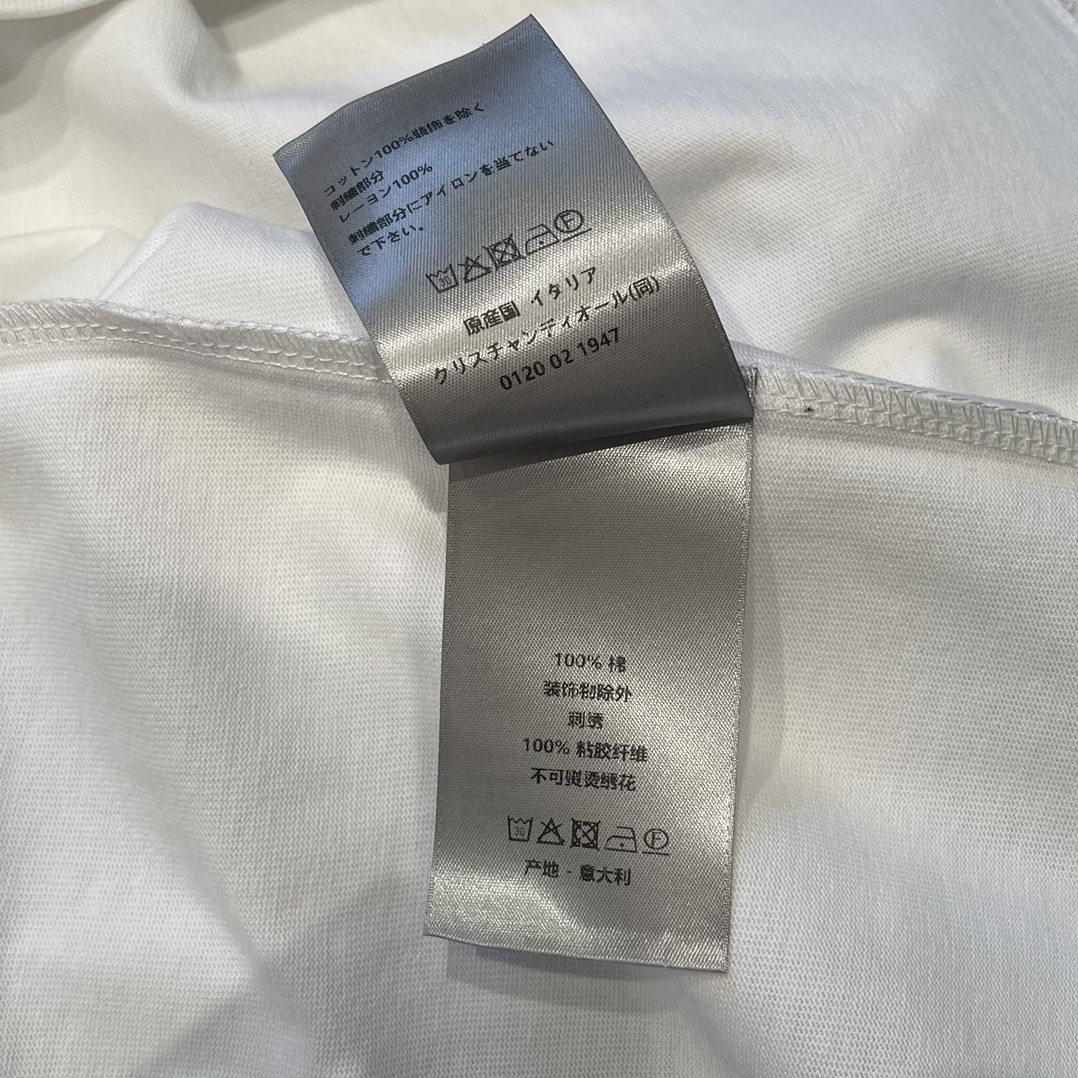 コットン100%装飾を除く
刺繍部分
レーヨン100%
刺繍部分にアイロンを当てない
で下さい。
30 F
原産国 イタリア
クリスチャンディオール(同)
0120 02 1947
100% 棉
装饰物除外
刺绣
100% 粘胶纤维
不可熨烫绣花
30 F
产地 - 意大利